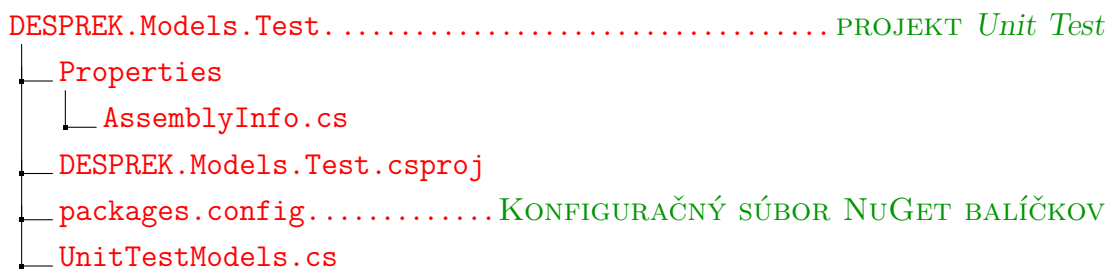 DESPREK.Models.Test. . . . . . . . . . . . . . . . . . . . . . . . . . . . . . . . . . . PROJEKT Unit Test
Properties
AssemblyInfo.cs
DESPREK.Models.Test.csproj
packages.config. . . . . . . . . . . . . KONFIGURAČNÝ SÚBOR NUGET BALÍČKOV
UnitTestModels.cs